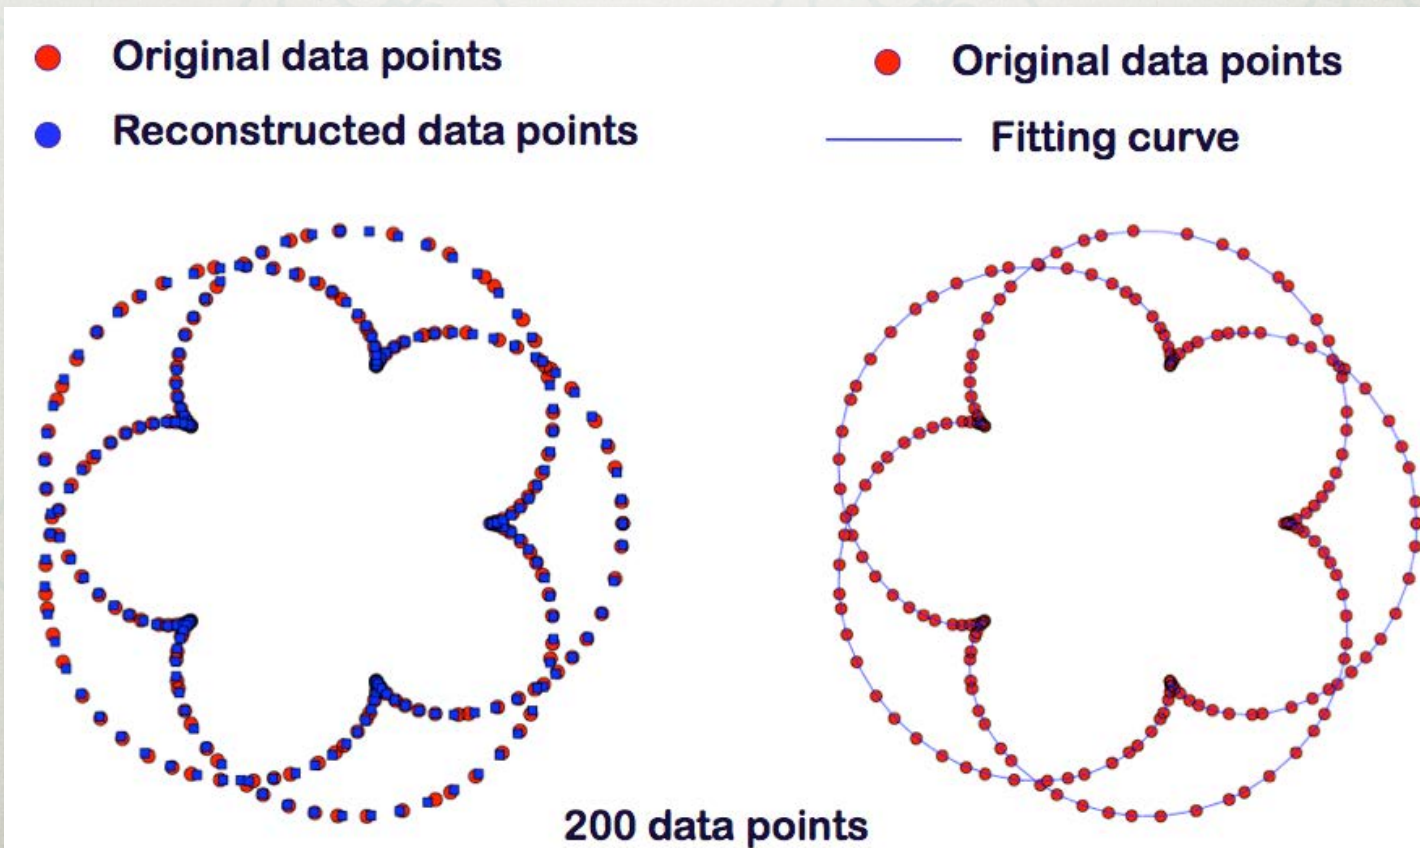 Original data points
Reconstructed data points
Original data points
Fitting curve
200 data points